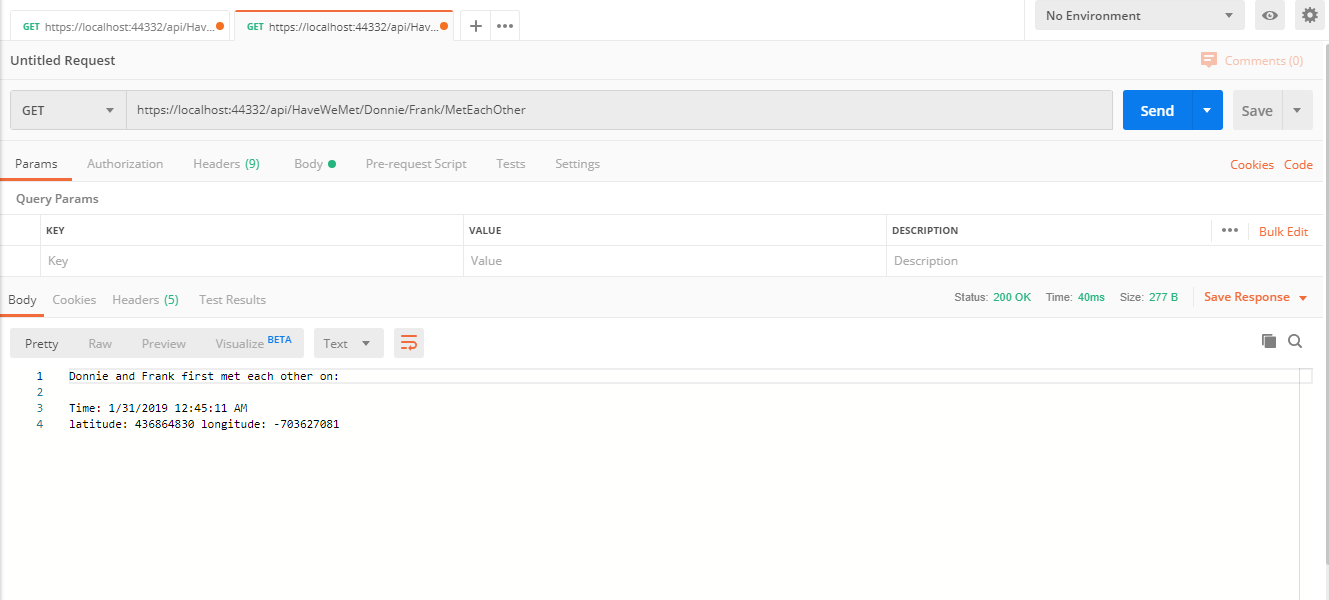 GET https://localhost:44332/api/Hav... GET https://localhost:44332/api/Hav... + ••• No Environment
Untitled Request Comments (0)
GET https://localhost:44332/api/HaveWeMet/Donnie/Frank/MetEachOther Send Save
Params Authorization Headers (9) Body Pre-request Script Tests Settings Cookies Code
Query Params
KEY VALUE DESCRIPTION ••• Bulk Edit
Key Value Description
Body Cookies Headers (5) Test Results Status: 200 OK Time: 40ms Size: 277 B Save Response
Pretty Raw Preview Visualize BETA Text
1 Donnie and Frank first met each other on:
2
3 Time: 1/31/2019 12:45:11 AM
4 latitude: 436864830 longitude: -703627081